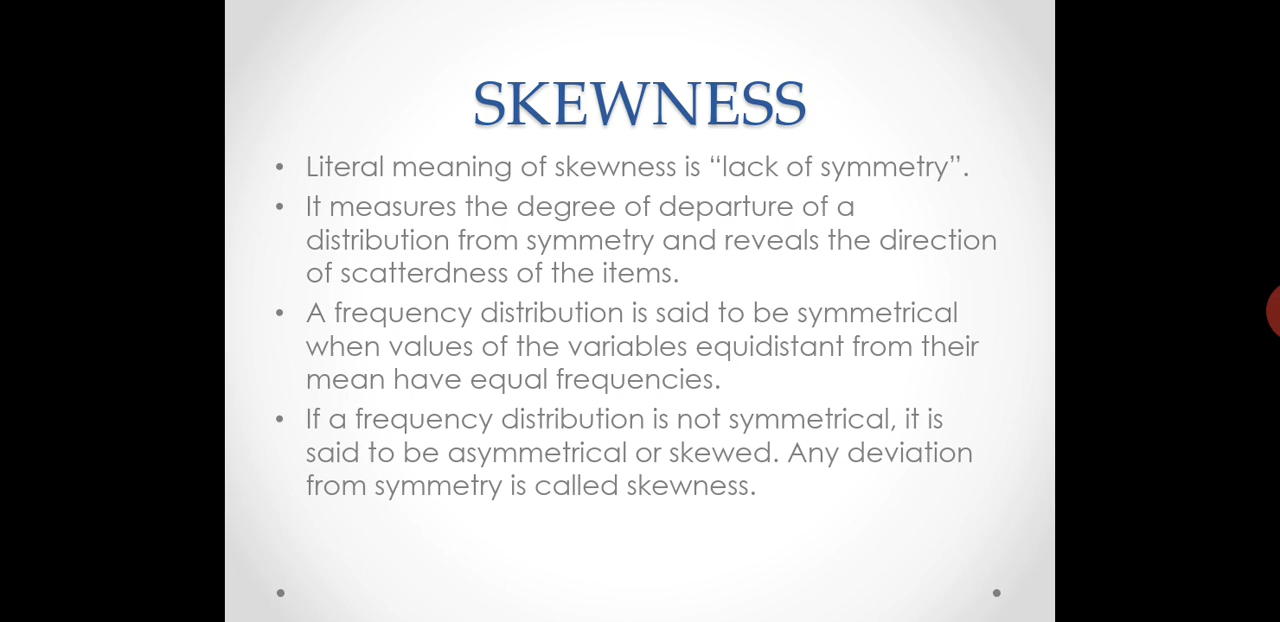 SKEWNESS
• Literal meaning of skewness is “lack of symmetry”.
• It measures the degree of departure of a
distribution from symmetry and reveals the direction
of scatterdness of the items.
• A frequency distribution is said to be symmetrical
when values of the variables equidistant from their
mean have equal frequencies.
• If a frequency distribution is not symmetrical, it is
said to be asymmetrical or skewed. Any deviation
from symmetry is called skewness.